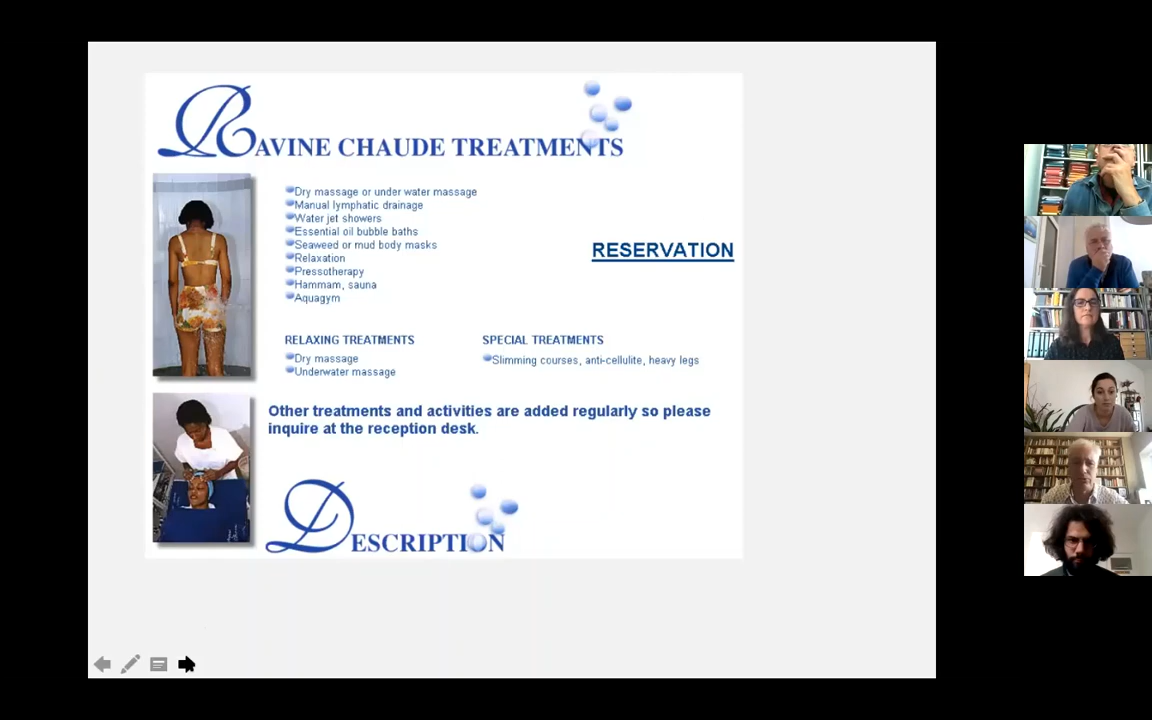 RAVINE CHAUDE TREATMENTS
Dry massage or under water massage
Manual lymphatic drainage
Water jet showers
Essential oil bubble baths
Seaweed or mud body masks
Relaxation
Pressotherapy
Hammam, sauna
Aquagym
RESERVATION
RELAXING TREATMENTS
Dry massage
Underwater massage
SPECIAL TREATMENTS
Slimming courses, anti-cellulite, heavy legs
Other treatments and activities are added regularly so please
inquire at the reception desk.
DESCRIPTION